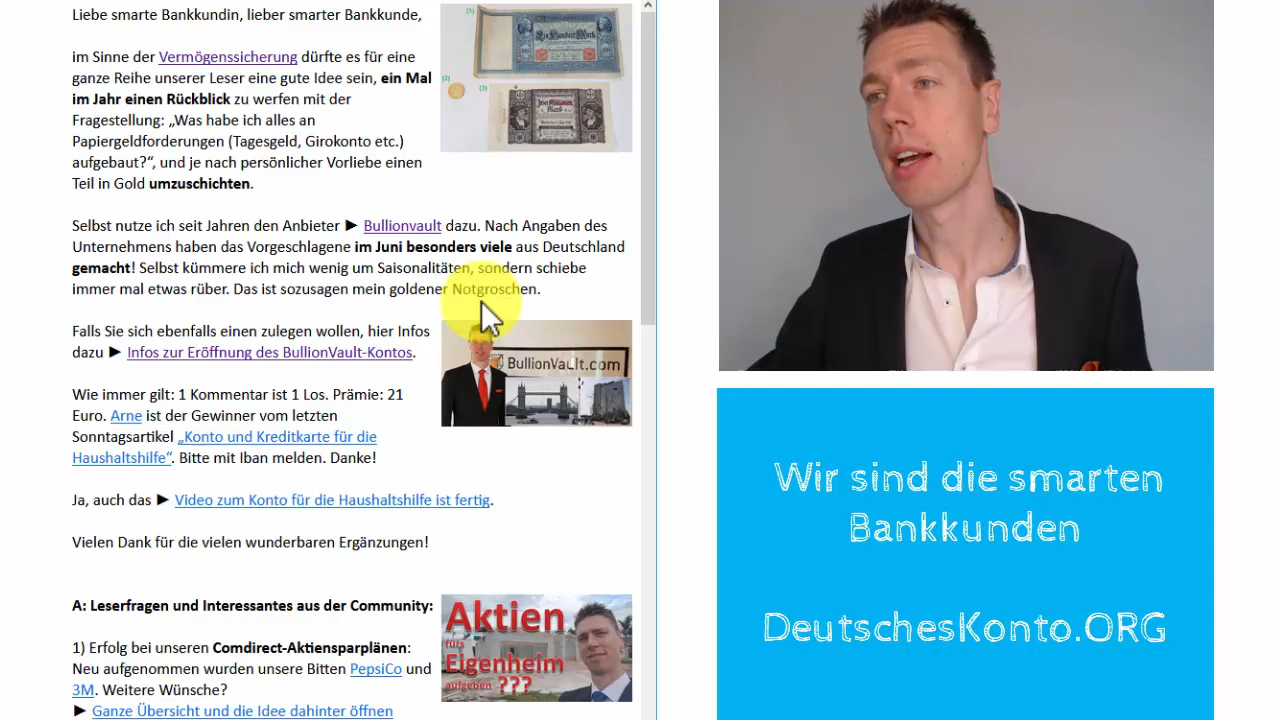 Liebe smarte Bankkundin, lieber smarter Bankkunde,
im Sinne der Vermögenssicherung dürfte es für eine
ganze Reihe unserer Leser eine gute Idee sein, ein Mal
im Jahr einen Rückblick zu werfen mit der
Fragestellung: „Was habe ich alles an
Papiergeldforderungen (Tagesgeld, Girokonto etc.)
aufgebaut?“, und je nach persönlicher Vorliebe einen
Teil in Gold umzuschichten.
(1)
(2)
(3)
Ein Hundert Mark
Mark
Selbst nutze ich seit Jahren den Anbieter ► Bullionvault dazu. Nach Angaben des
Unternehmens haben das Vorgeschlagene im Juni besonders viele aus Deutschland
gemacht! Selbst kümmere ich mich wenig um Saisonalitäten, sondern schiebe
immer mal etwas rüber. Das ist sozusagen mein goldener Notgroschen.
Falls Sie sich ebenfalls einen zulegen wollen, hier Infos
dazu ► Infos zur Eröffnung des BullionVault-Kontos.
BullionVault.com
Wie immer gilt: 1 Kommentar ist 1 Los. Prämie: 21
Euro. Arne ist der Gewinner vom letzten
Sonntagsartikel „Konto und Kreditkarte für die
Haushaltshilfe“. Bitte mit Iban melden. Danke!
Ja, auch das ► Video zum Konto für die Haushaltshilfe ist fertig.
Vielen Dank für die vielen wunderbaren Ergänzungen!
A: Leserfragen und Interessantes aus der Community:
1) Erfolg bei unseren Comdirect-Aktiensparplänen:
Neu aufgenommen wurden unsere Bitten PepsiCo und
3M. Weitere Wünsche?
► Ganze Übersicht und die Idee dahinter öffnen
Aktien
fürs
Eigenheim
aufgeben ???
Wir sind die smarten
Bankkunden
DeutschesKonto.ORG